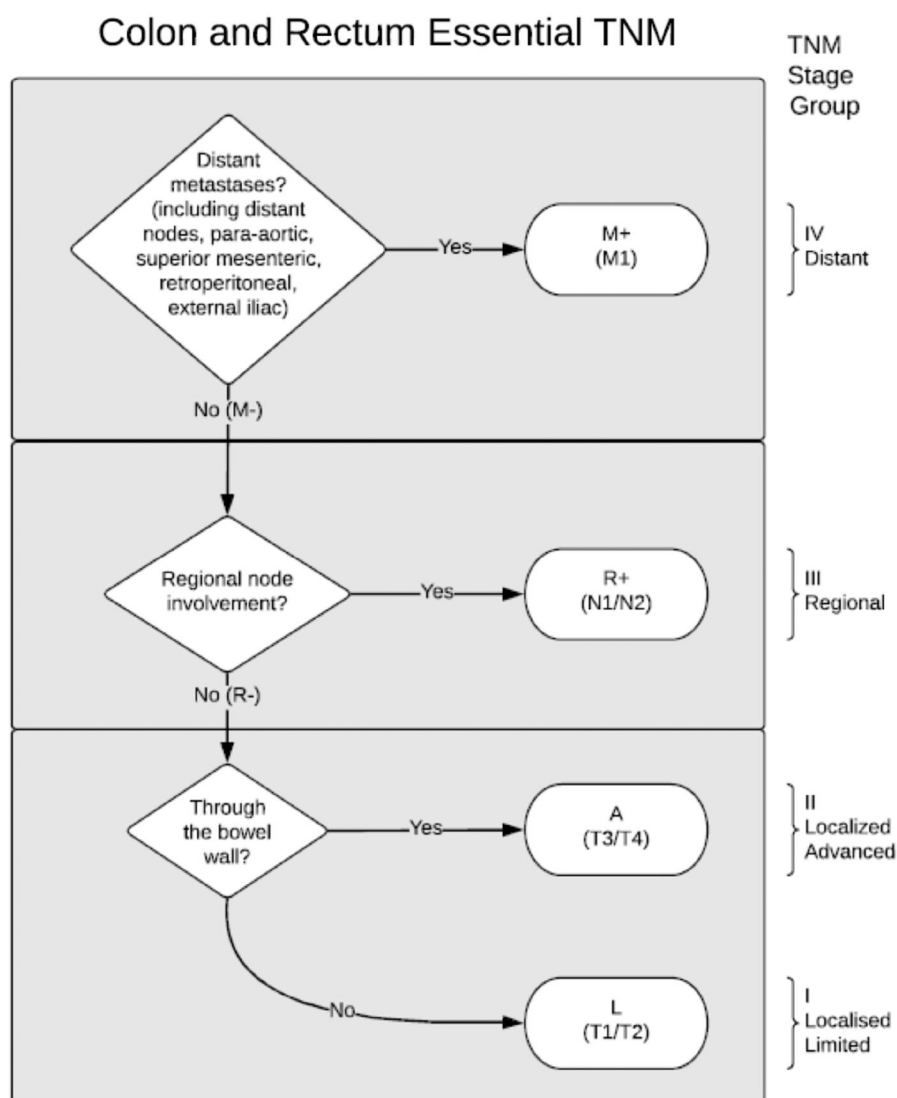 Colon and Rectum Essential TNM
TNM
Stage
Group
Distant
metastases?
(including distant
nodes, para-aortic,
superior mesenteric,
retroperitoneal,
external iliac)
Yes
M+
(M1)
IV
Distant
No (M-)
Regional node
involvement?
Yes
R+
(N1/N2)
III
Regional
No (R-)
Through
the bowel
wall?
Yes
A
(T3/T4)
II
Localized
Advanced
No
L
(T1/T2)
I
Localised
Limited